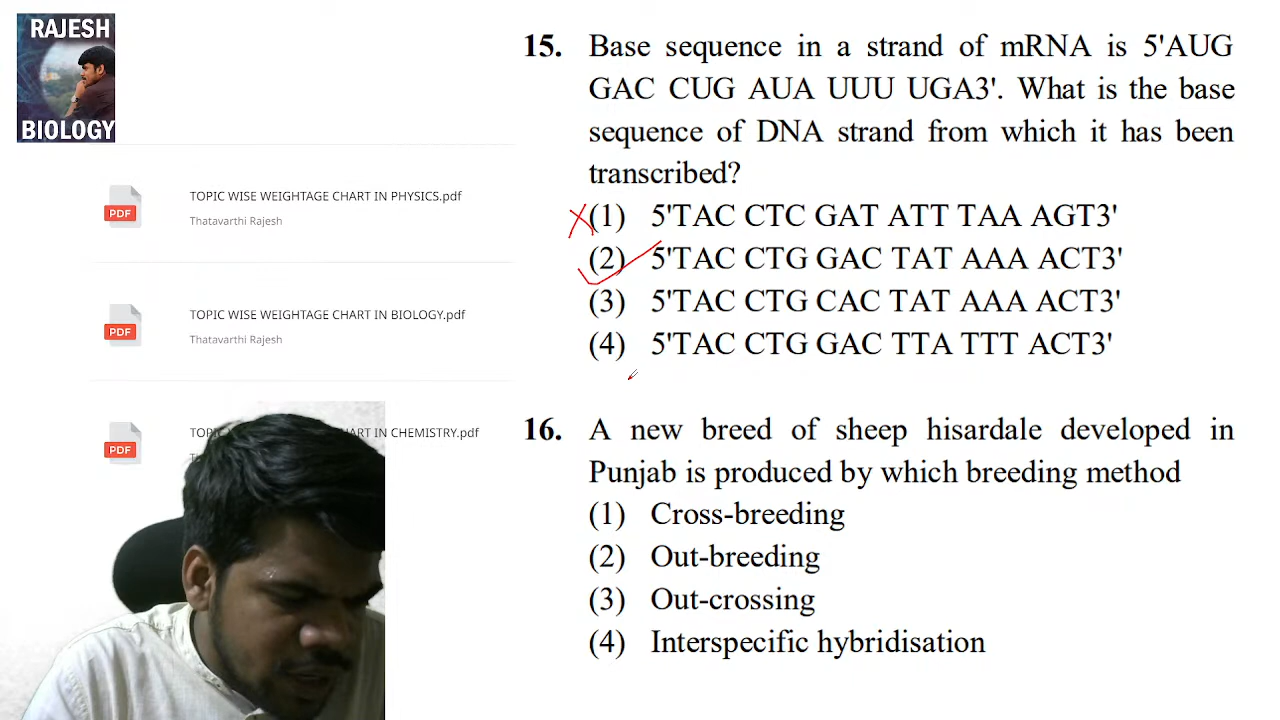 RAJESH
BIOLOGY
TOPIC WISE WEIGHTAGE CHART IN PHYSICS.pdf
PDF
Thatavarthi Rajesh
TOPIC WISE WEIGHTAGE CHART IN BIOLOGY.pdf
PDF
Thatavarthi Rajesh
HART IN CHEMISTRY.pdf
PDF
15. Base sequence in a strand of mRNA is 5'AUG
GAC CUG AUA UUU UGA3'. What is the base
sequence of DNA strand from which it has been
transcribed?
(1) 5'TAC CTC GAT ATT TAA AGT3'
(2) 5'TAC CTG GAC TAT AAA ACT3'
(3) 5'TAC CTG CAC TAT AAA ACT3'
(4) 5'TAC CTG GAC TTA TTT ACT3'
16. A new breed of sheep hisardale developed in
Punjab is produced by which breeding method
(1) Cross-breeding
(2) Out-breeding
(3) Out-crossing
(4) Interspecific hybridisation